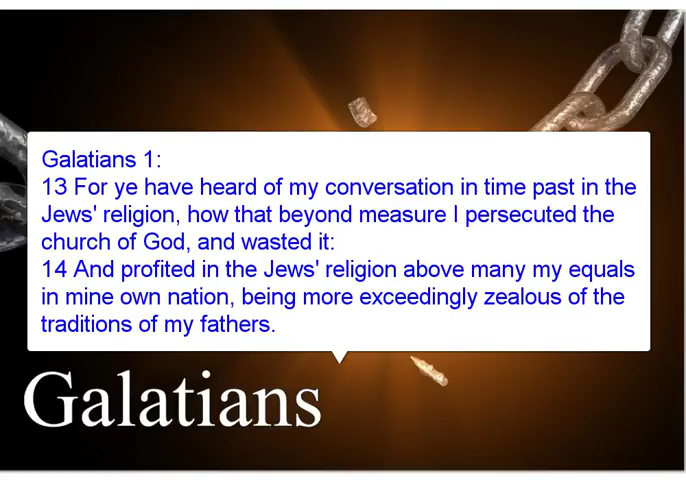 Galatians 1:
13 For ye have heard of my conversation in time past in the
Jews' religion, how that beyond measure I persecuted the
church of God, and wasted it:
14 And profited in the Jews' religion above many my equals
in mine own nation, being more exceedingly zealous of the
traditions of my fathers.
Galatians